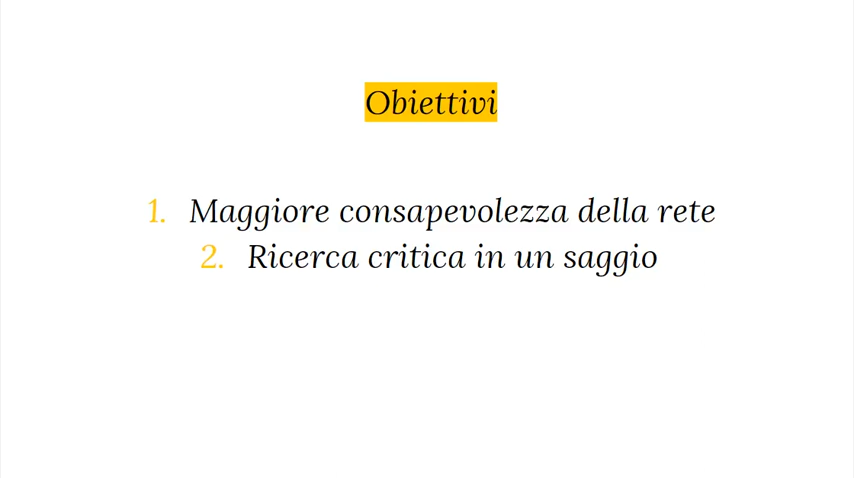 Obiettivi
1. Maggiore consapevolezza della rete
2. Ricerca critica in un saggio